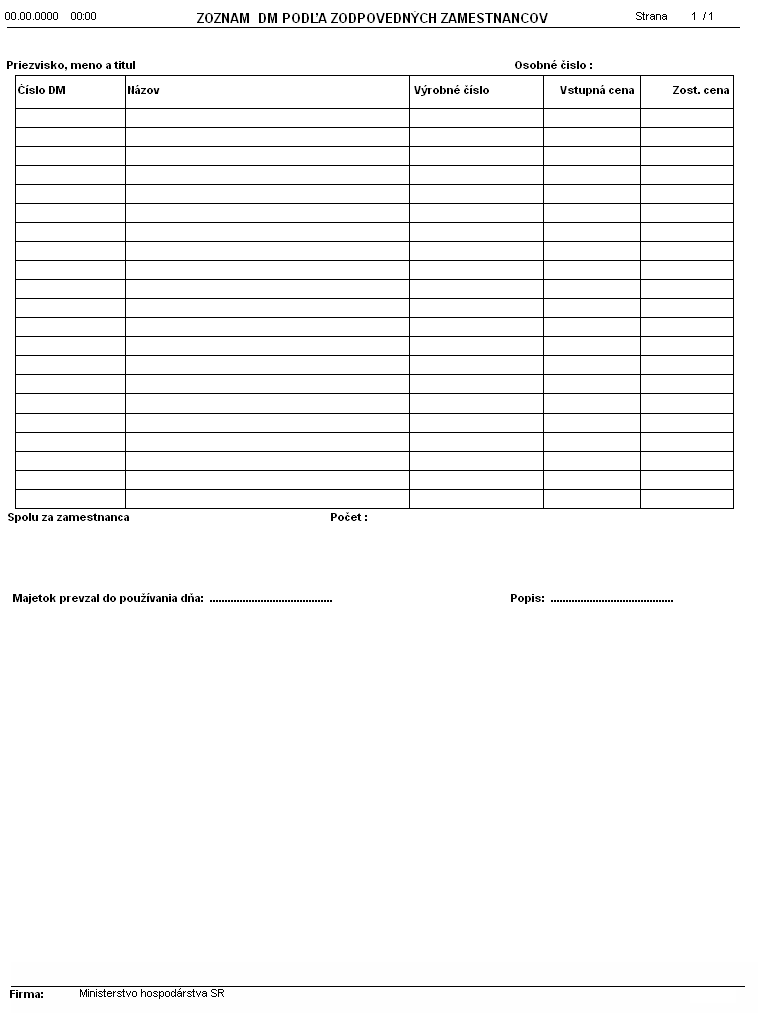 00.00.0000 00:00 ZOZNAM DM PODĽA ZODPOVEDNÝCH ZAMESTNANCOV Strana 1 / 1
Priezvisko, meno a titul Osobné číslo :
Číslo DM Názov Výrobné číslo Vstupná cena Zost. cena
Spolu za zamestnanca Počet :
Majetok prevzal do používania dňa: ......................................... Popis: .........................................
Firma: Ministerstvo hospodárstva SR